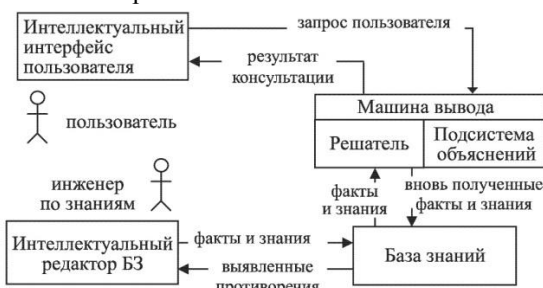 Интеллектуальный
интерфейс
пользователя
запрос пользователя
результат
консультации
пользователь
Машина вывода
Решатель
Подсистема
объяснений
инженер
по знаниям
факты
и знания
вновь полученные
факты и знания
Интеллектуальный
редактор БЗ
факты и знания
выявленные
противоречия
База знаний